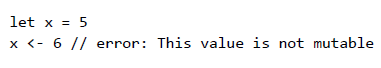 let x = 5
x <- 6 // error: This value is not mutable